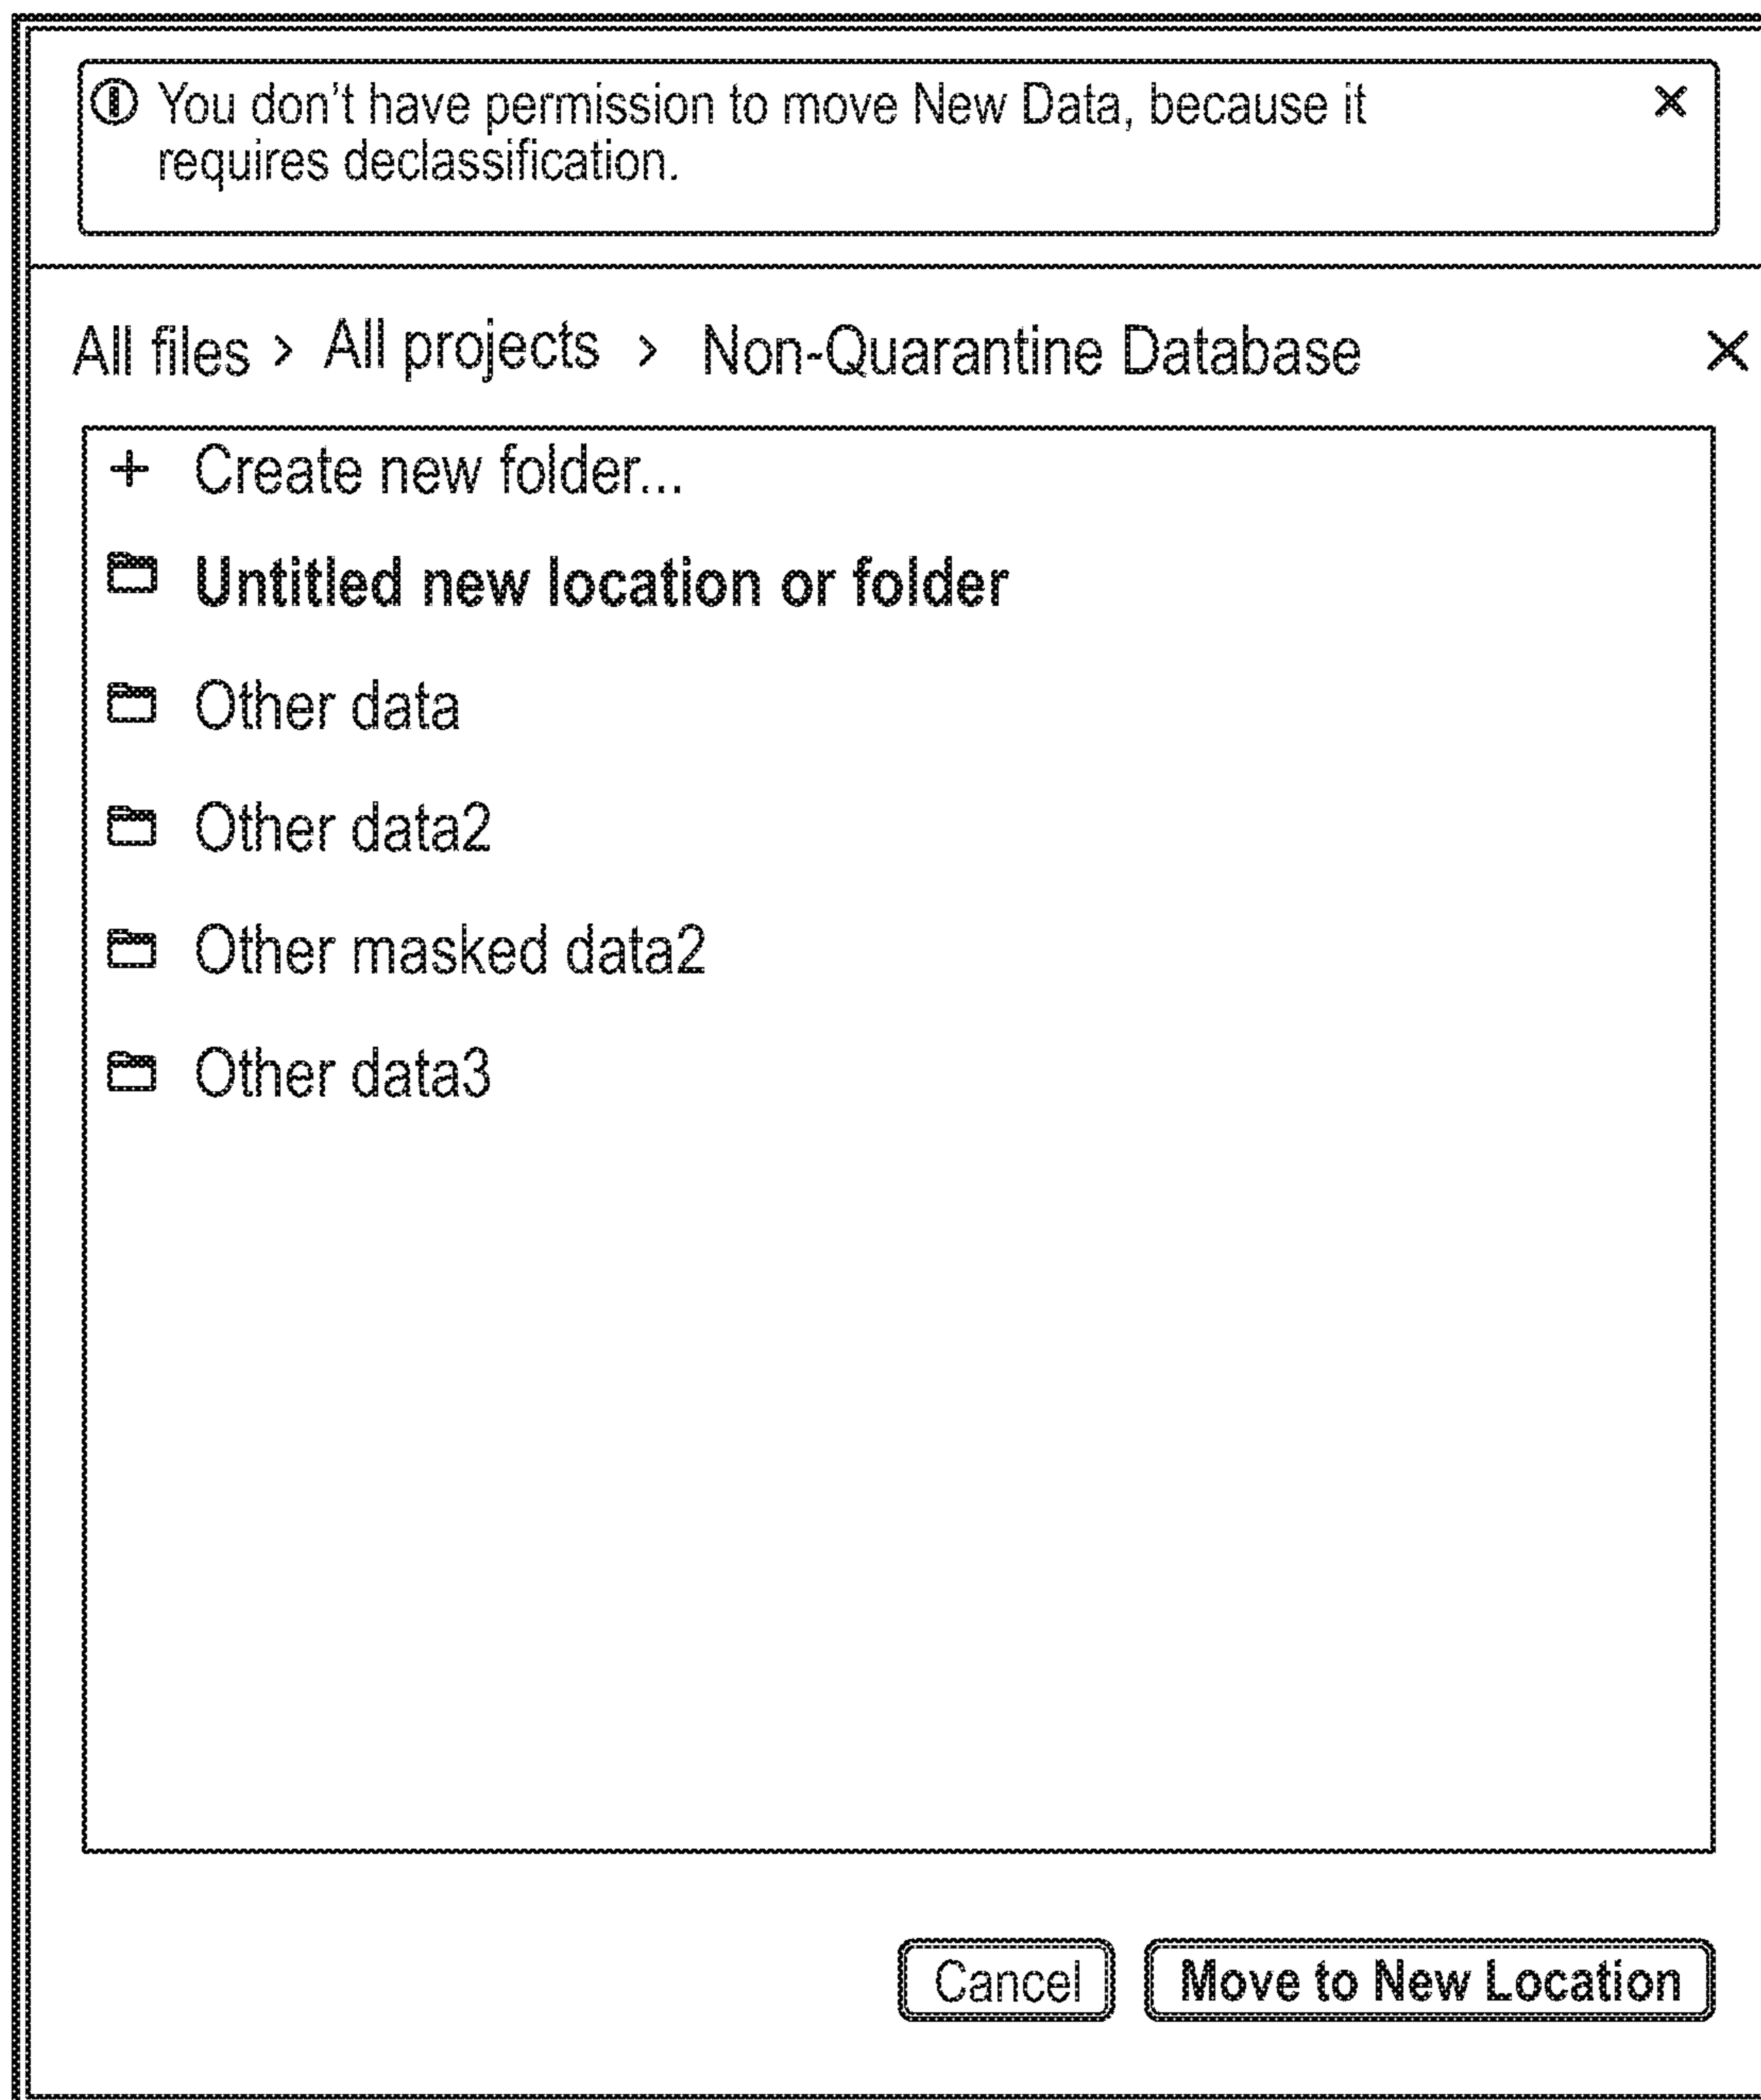 You don't have permission to move New Data, because it
requires declassification.
All files > All projects > Non-Quarantine Database
+ Create new folder...
Untitled new location or folder
Other data
Other data2
Other masked data2
Other data3
Cancel Move to New Location